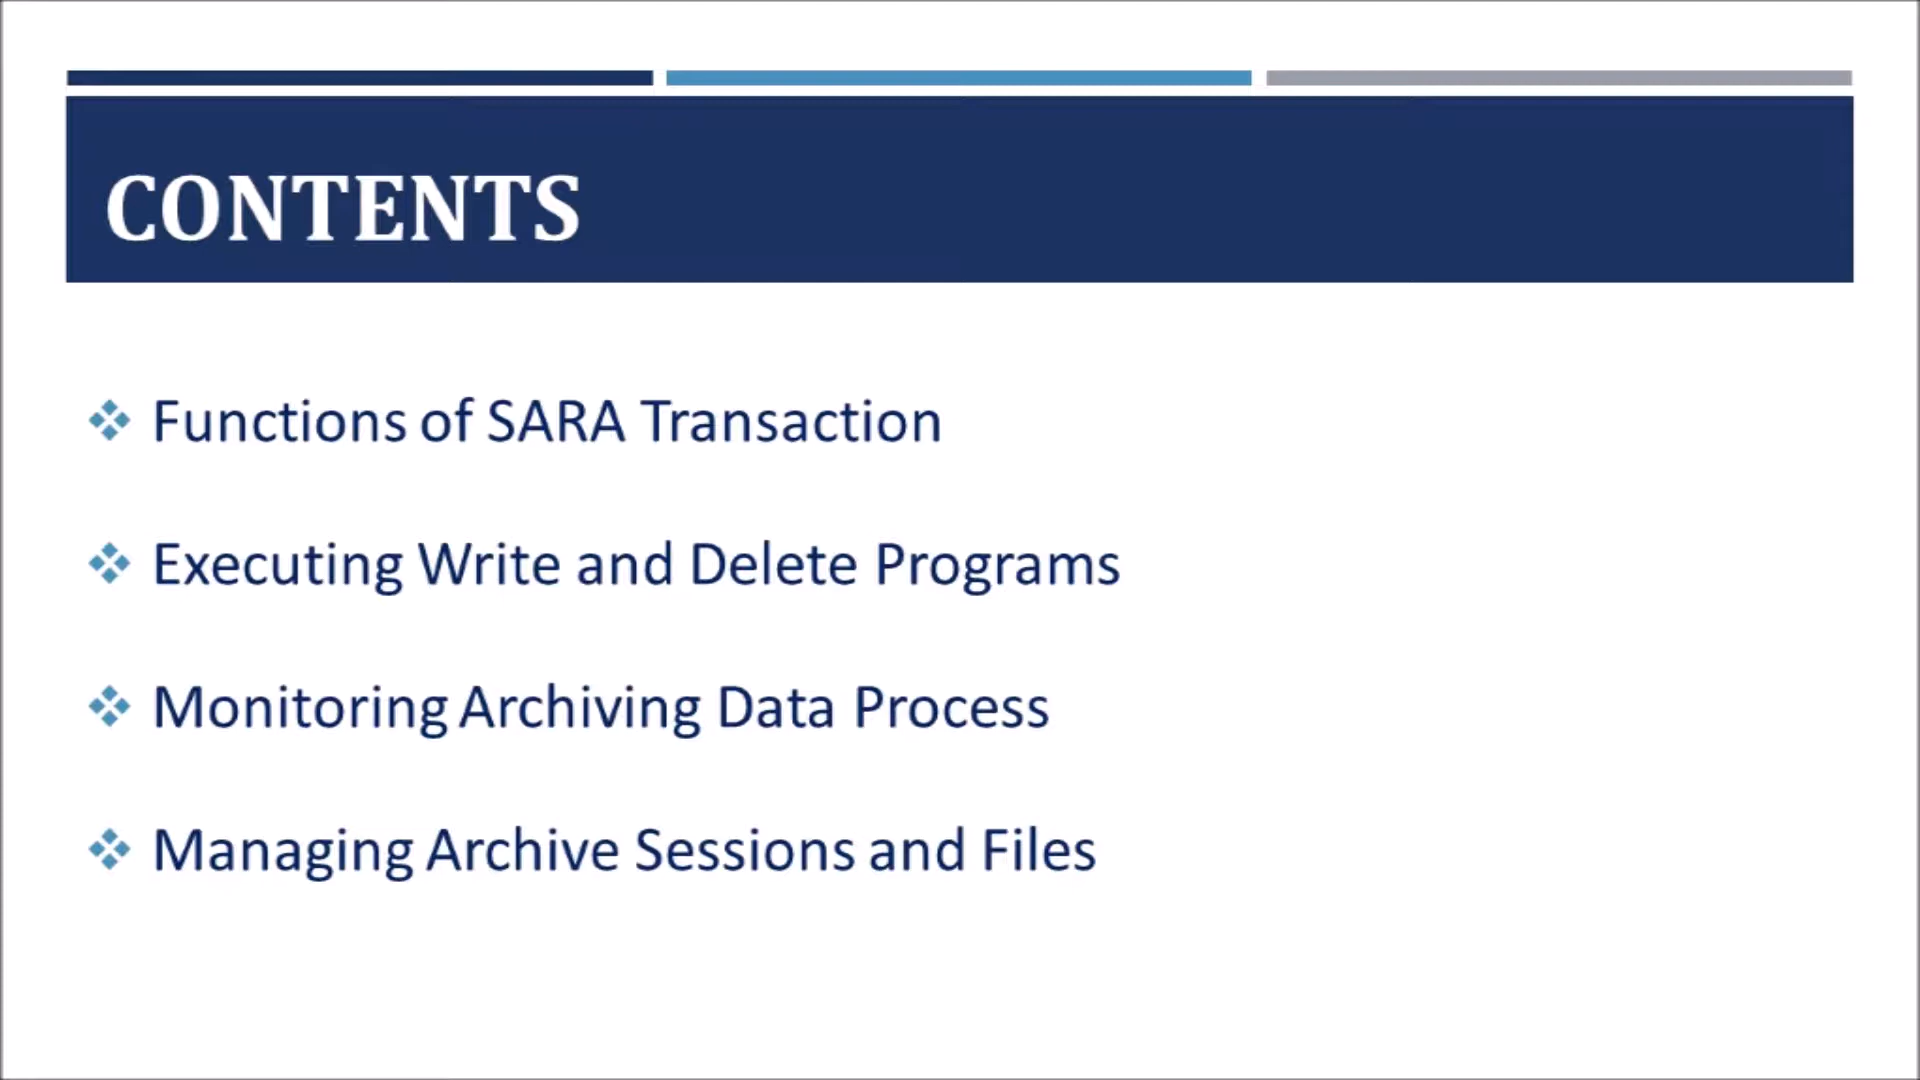 CONTENTS
Functions of SARA Transaction
Executing Write and Delete Programs
Monitoring Archiving Data Process
Managing Archive Sessions and Files